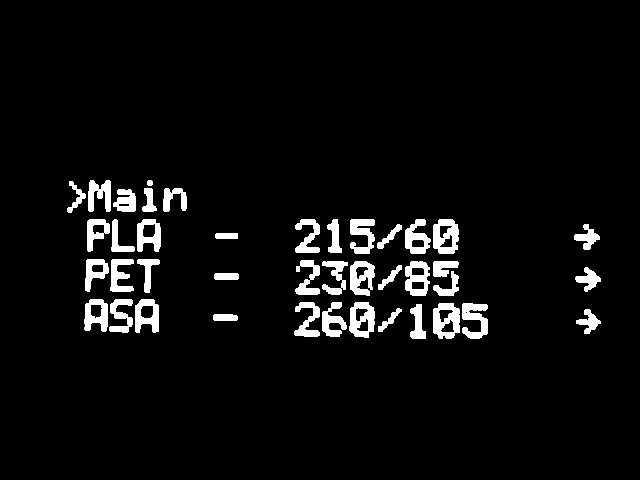 >Main
PLA - 215/60 →
PET - 230/85 →
ASA - 260/105 →